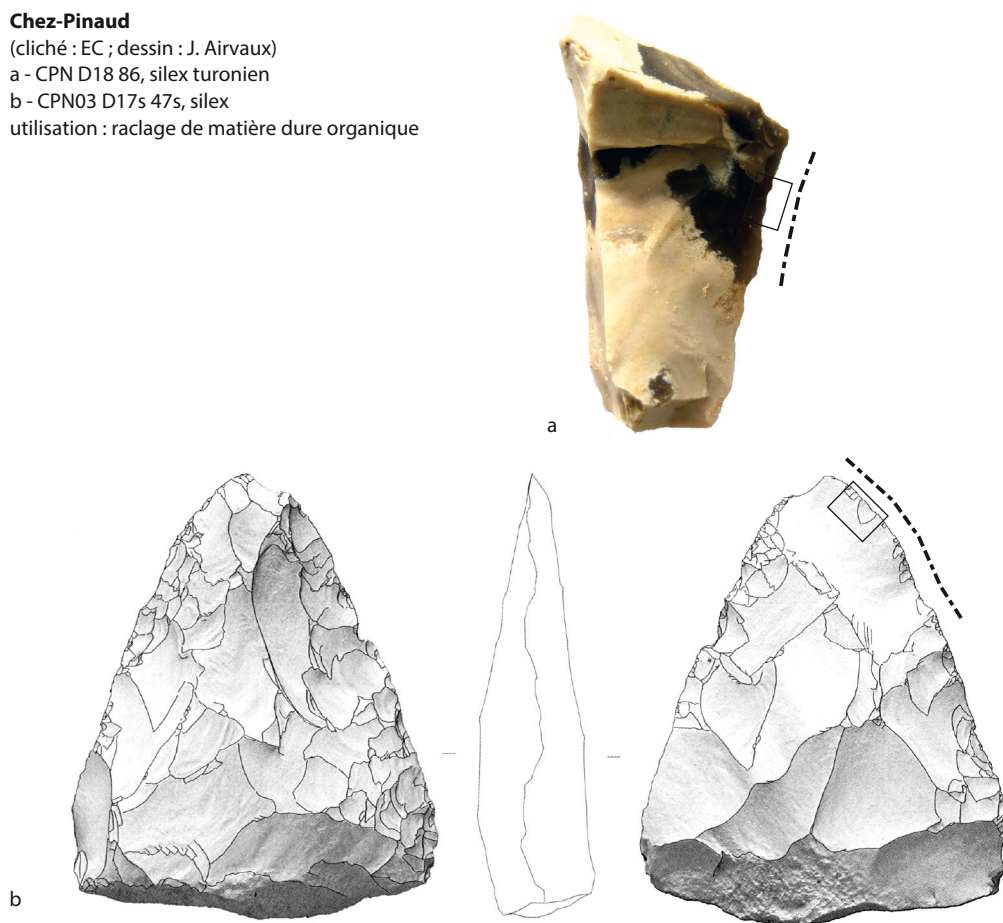 Chez-Pinaud
(cliché : EC ; dessin : J. Airvaux)
a - CPN D18 86, silex turonien
b - CPN03 D17s 47s, silex
utilisation : raclage de matière dure organique
a
b